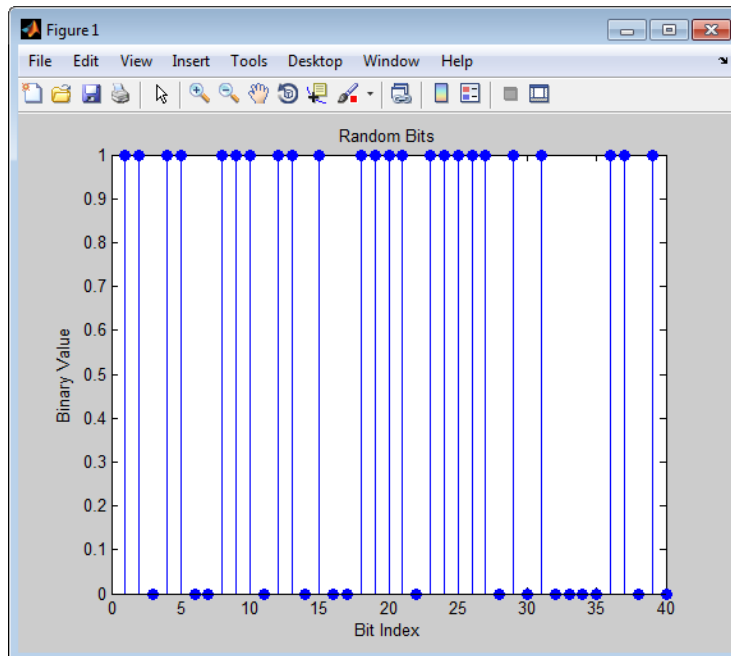 Figure 1
File Edit View Insert Tools Desktop Window Help
Random Bits
1
0.9
0.8
0.7
0.6
0.5
0.4
0.3
0.2
0.1
0
Binary Value
0 5 10 15 20 25 30 35 40
Bit Index